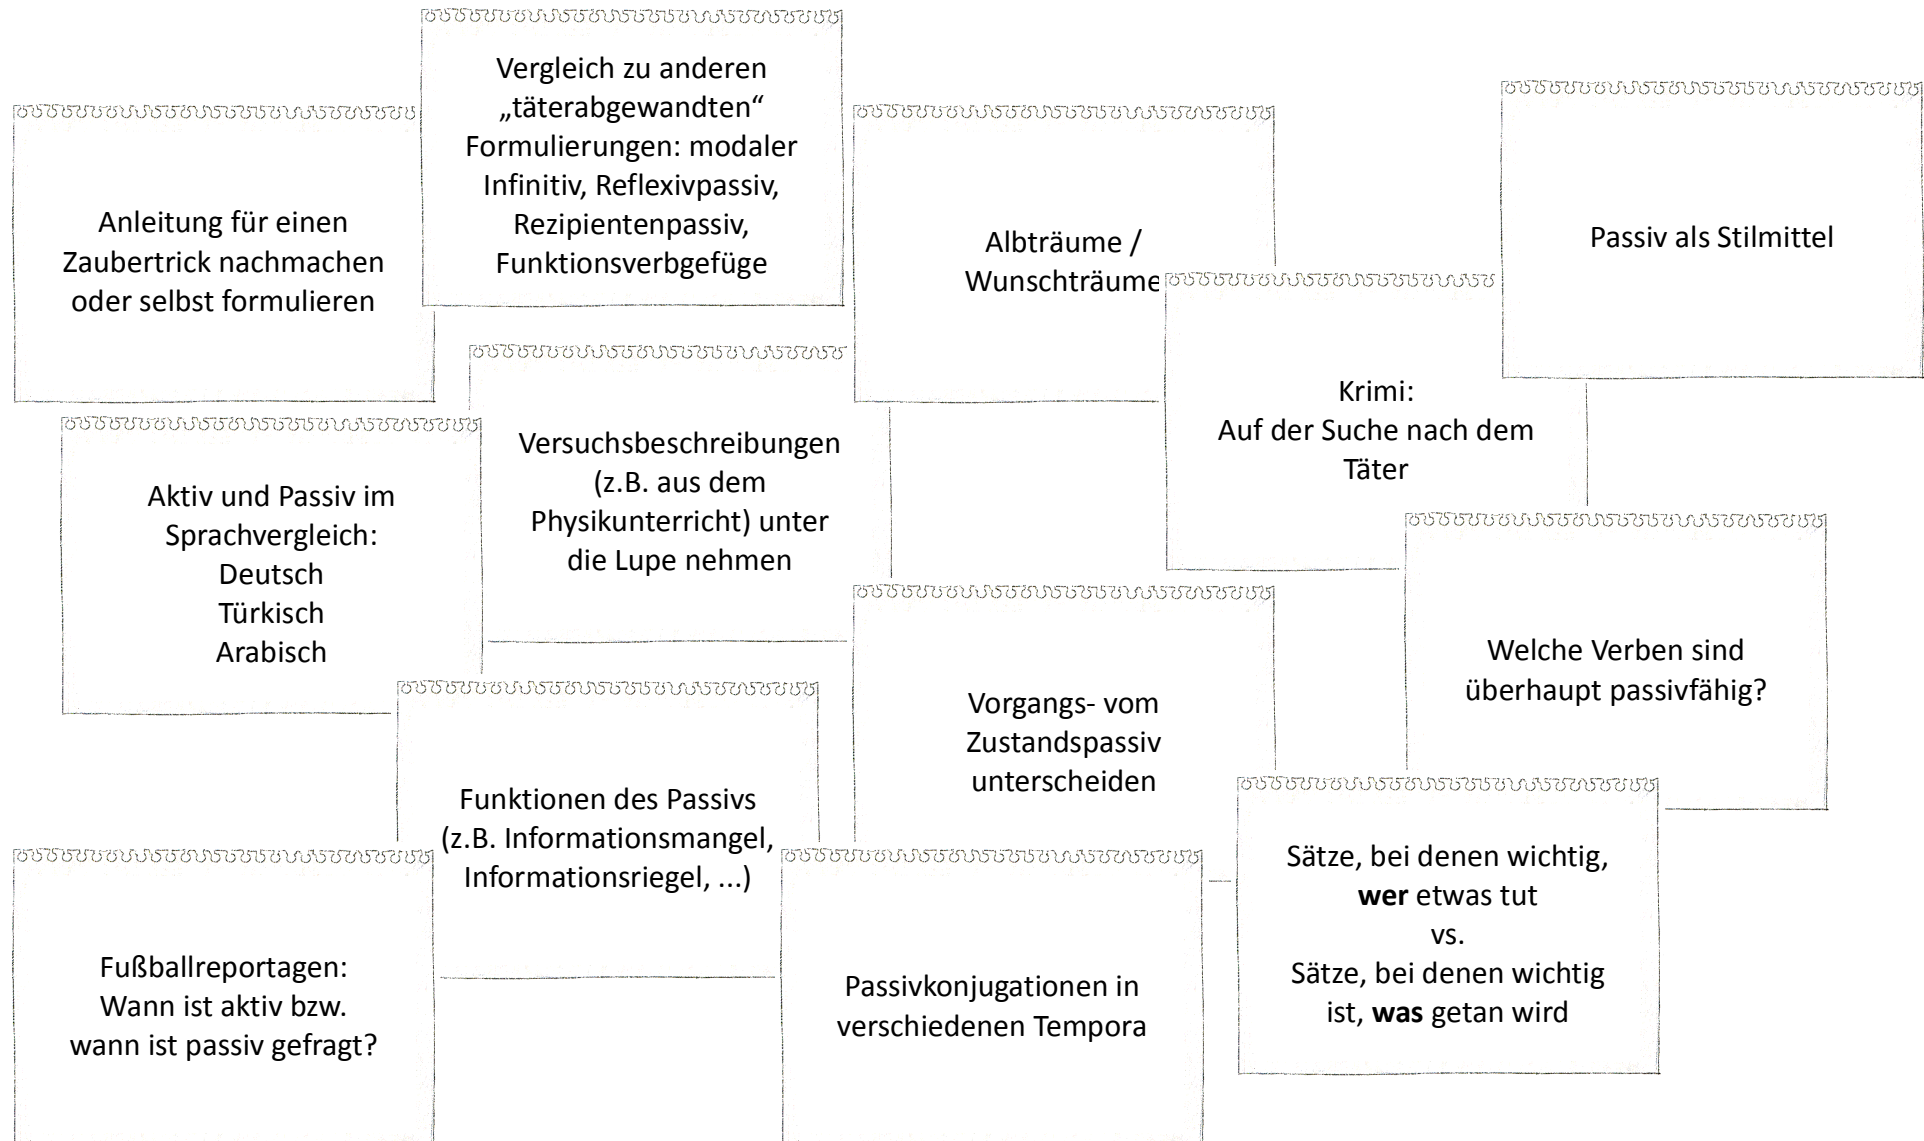 Vergleich zu anderen
„täterabgewandten“
Formulierungen: modaler
Infinitiv, Reflexivpassiv,
Rezipientenpassiv,
Funktionsverbgefüge
Anleitung für einen
Zaubertrick nachmachen
oder selbst formulieren
Albträume /
Wunschträume
Passiv als Stilmittel
Krimi:
Auf der Suche nach dem
Täter
Versuchsbeschreibungen
(z.B. aus dem
Physikunterricht) unter
die Lupe nehmen
Aktiv und Passiv im
Sprachvergleich:
Deutsch
Türkisch
Arabisch
Welche Verben sind
überhaupt passivfähig?
Vorgangs- vom
Zustandspassiv
unterscheiden
Funktionen des Passivs
(z.B. Informationsmangel,
Informationsriegel, ...)
Sätze, bei denen wichtig,
wer etwas tut
vs.
Sätze, bei denen wichtig
ist, was getan wird
Fußballreportagen:
Wann ist aktiv bzw.
wann ist passiv gefragt?
Passivkonjugationen in
verschiedenen Tempora